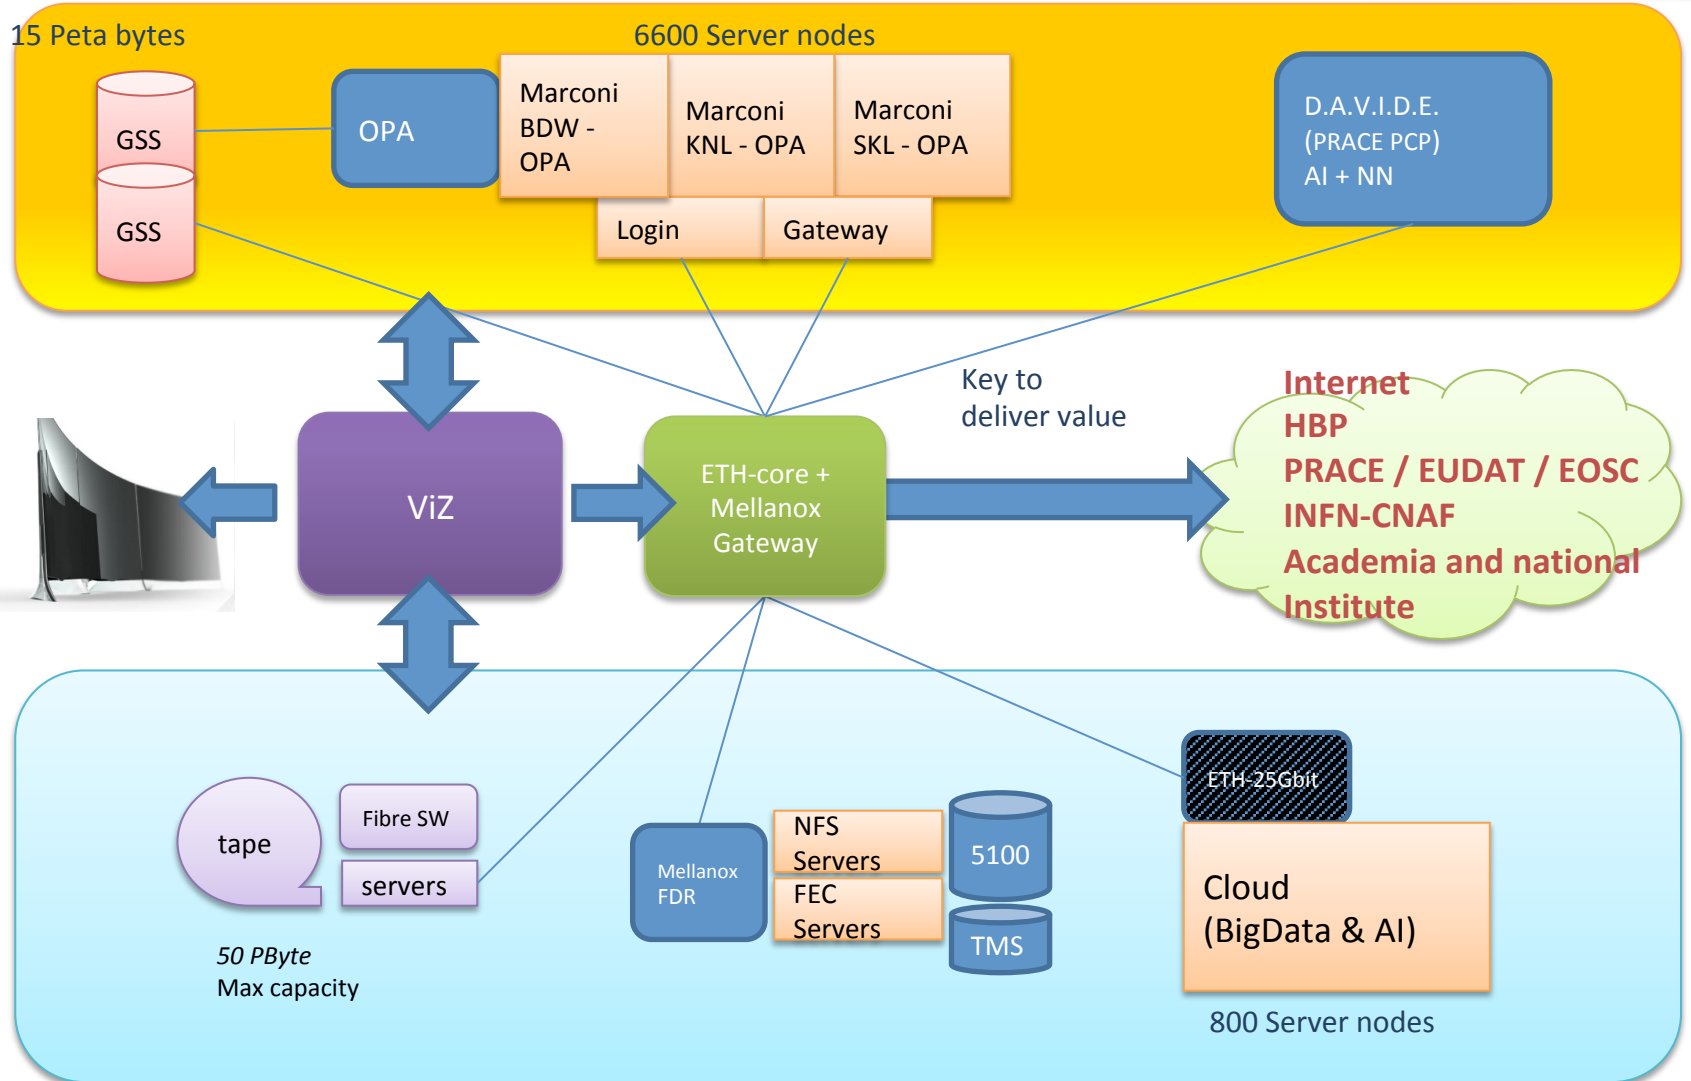 15 Peta bytes
6600 Server nodes
GSS
GSS
OPA
Marconi
BDW -
OPA
Marconi
KNL - OPA
Marconi
SKL - OPA
Login
Gateway
D.A.V.I.D.E.
(PRACE PCP)
AI + NN
Key to
deliver value
ViZ
ETH-core +
Mellanox
Gateway
Internet
HBP
PRACE / EUDAT / EOSC
INFN-CNAF
Academia and national
Institute
tape
Fibre SW
servers
50 PByte
Max capacity
Mellanox
FDR
NFS
Servers
FEC
Servers
5100
TMS
ETH-25Gbit
Cloud
(BigData & AI)
800 Server nodes